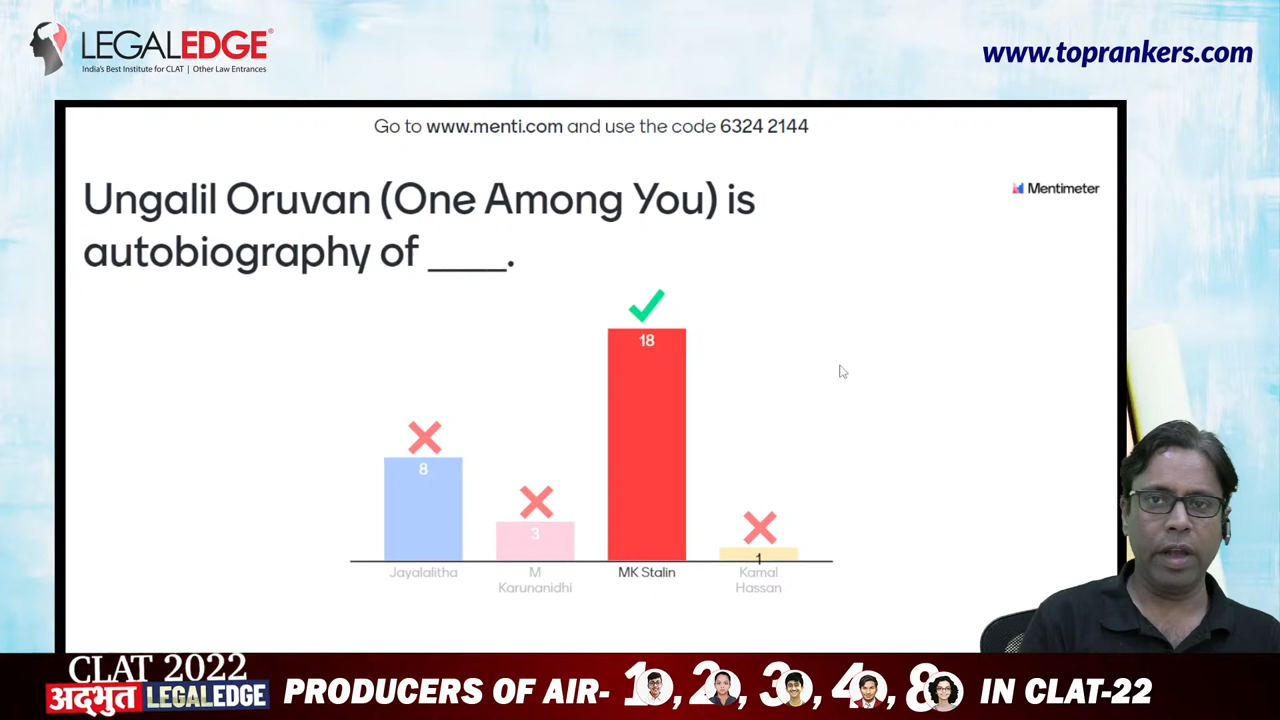 LEGALEDGE®
India's Best Institute for CLAT | Other Law Entrances
www.toprankers.com
Go to www.menti.com and use the code 6324 2144
Mentimeter
Ungalil Oruvan (One Among You) is
autobiography of ____.
18
8
3
1
Jayalalitha
M
Karunanidhi
MK Stalin
Kamal
Hassan
CLAT 2022
अद्भुत LEGALEDGE
PRODUCERS OF AIR- 1, 2, 3, 4, 8 IN CLAT-22